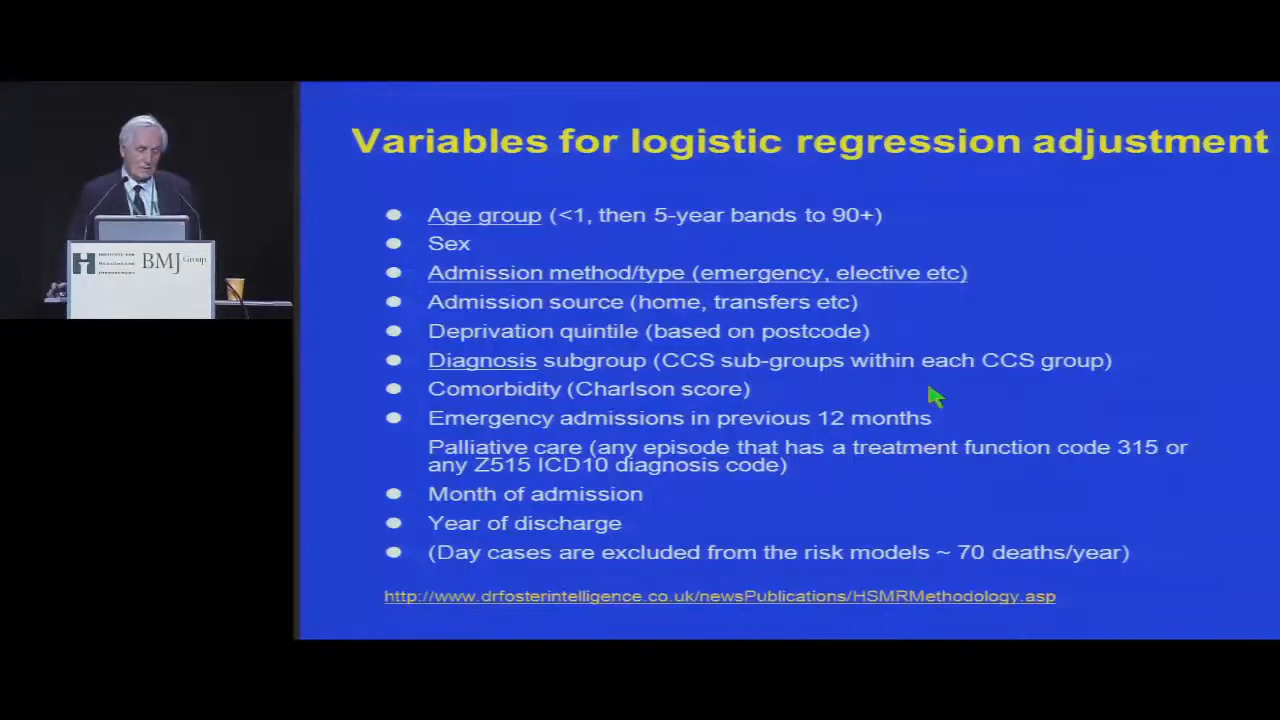 Variables for logistic regression adjustment
Age group (<1, then 5-year bands to 90+)
Sex
Admission method/type (emergency, elective etc)
Admission source (home, transfers etc)
Deprivation quintile (based on postcode)
Diagnosis subgroup (CCS sub-groups within each CCS group)
Comorbidity (Charlson score)
Emergency admissions in previous 12 months
Palliative care (any episode that has a treatment function code 315 or
any Z515 ICD10 diagnosis code)
Month of admission
Year of discharge
(Day cases are excluded from the risk models ~ 70 deaths/year)
http://www.drfosterintelligence.co.uk/newsPublications/HSMRMethodology.asp
INSTITUTE FOR
HEALTHCARE
IMPROVEMENT
BMJ Group